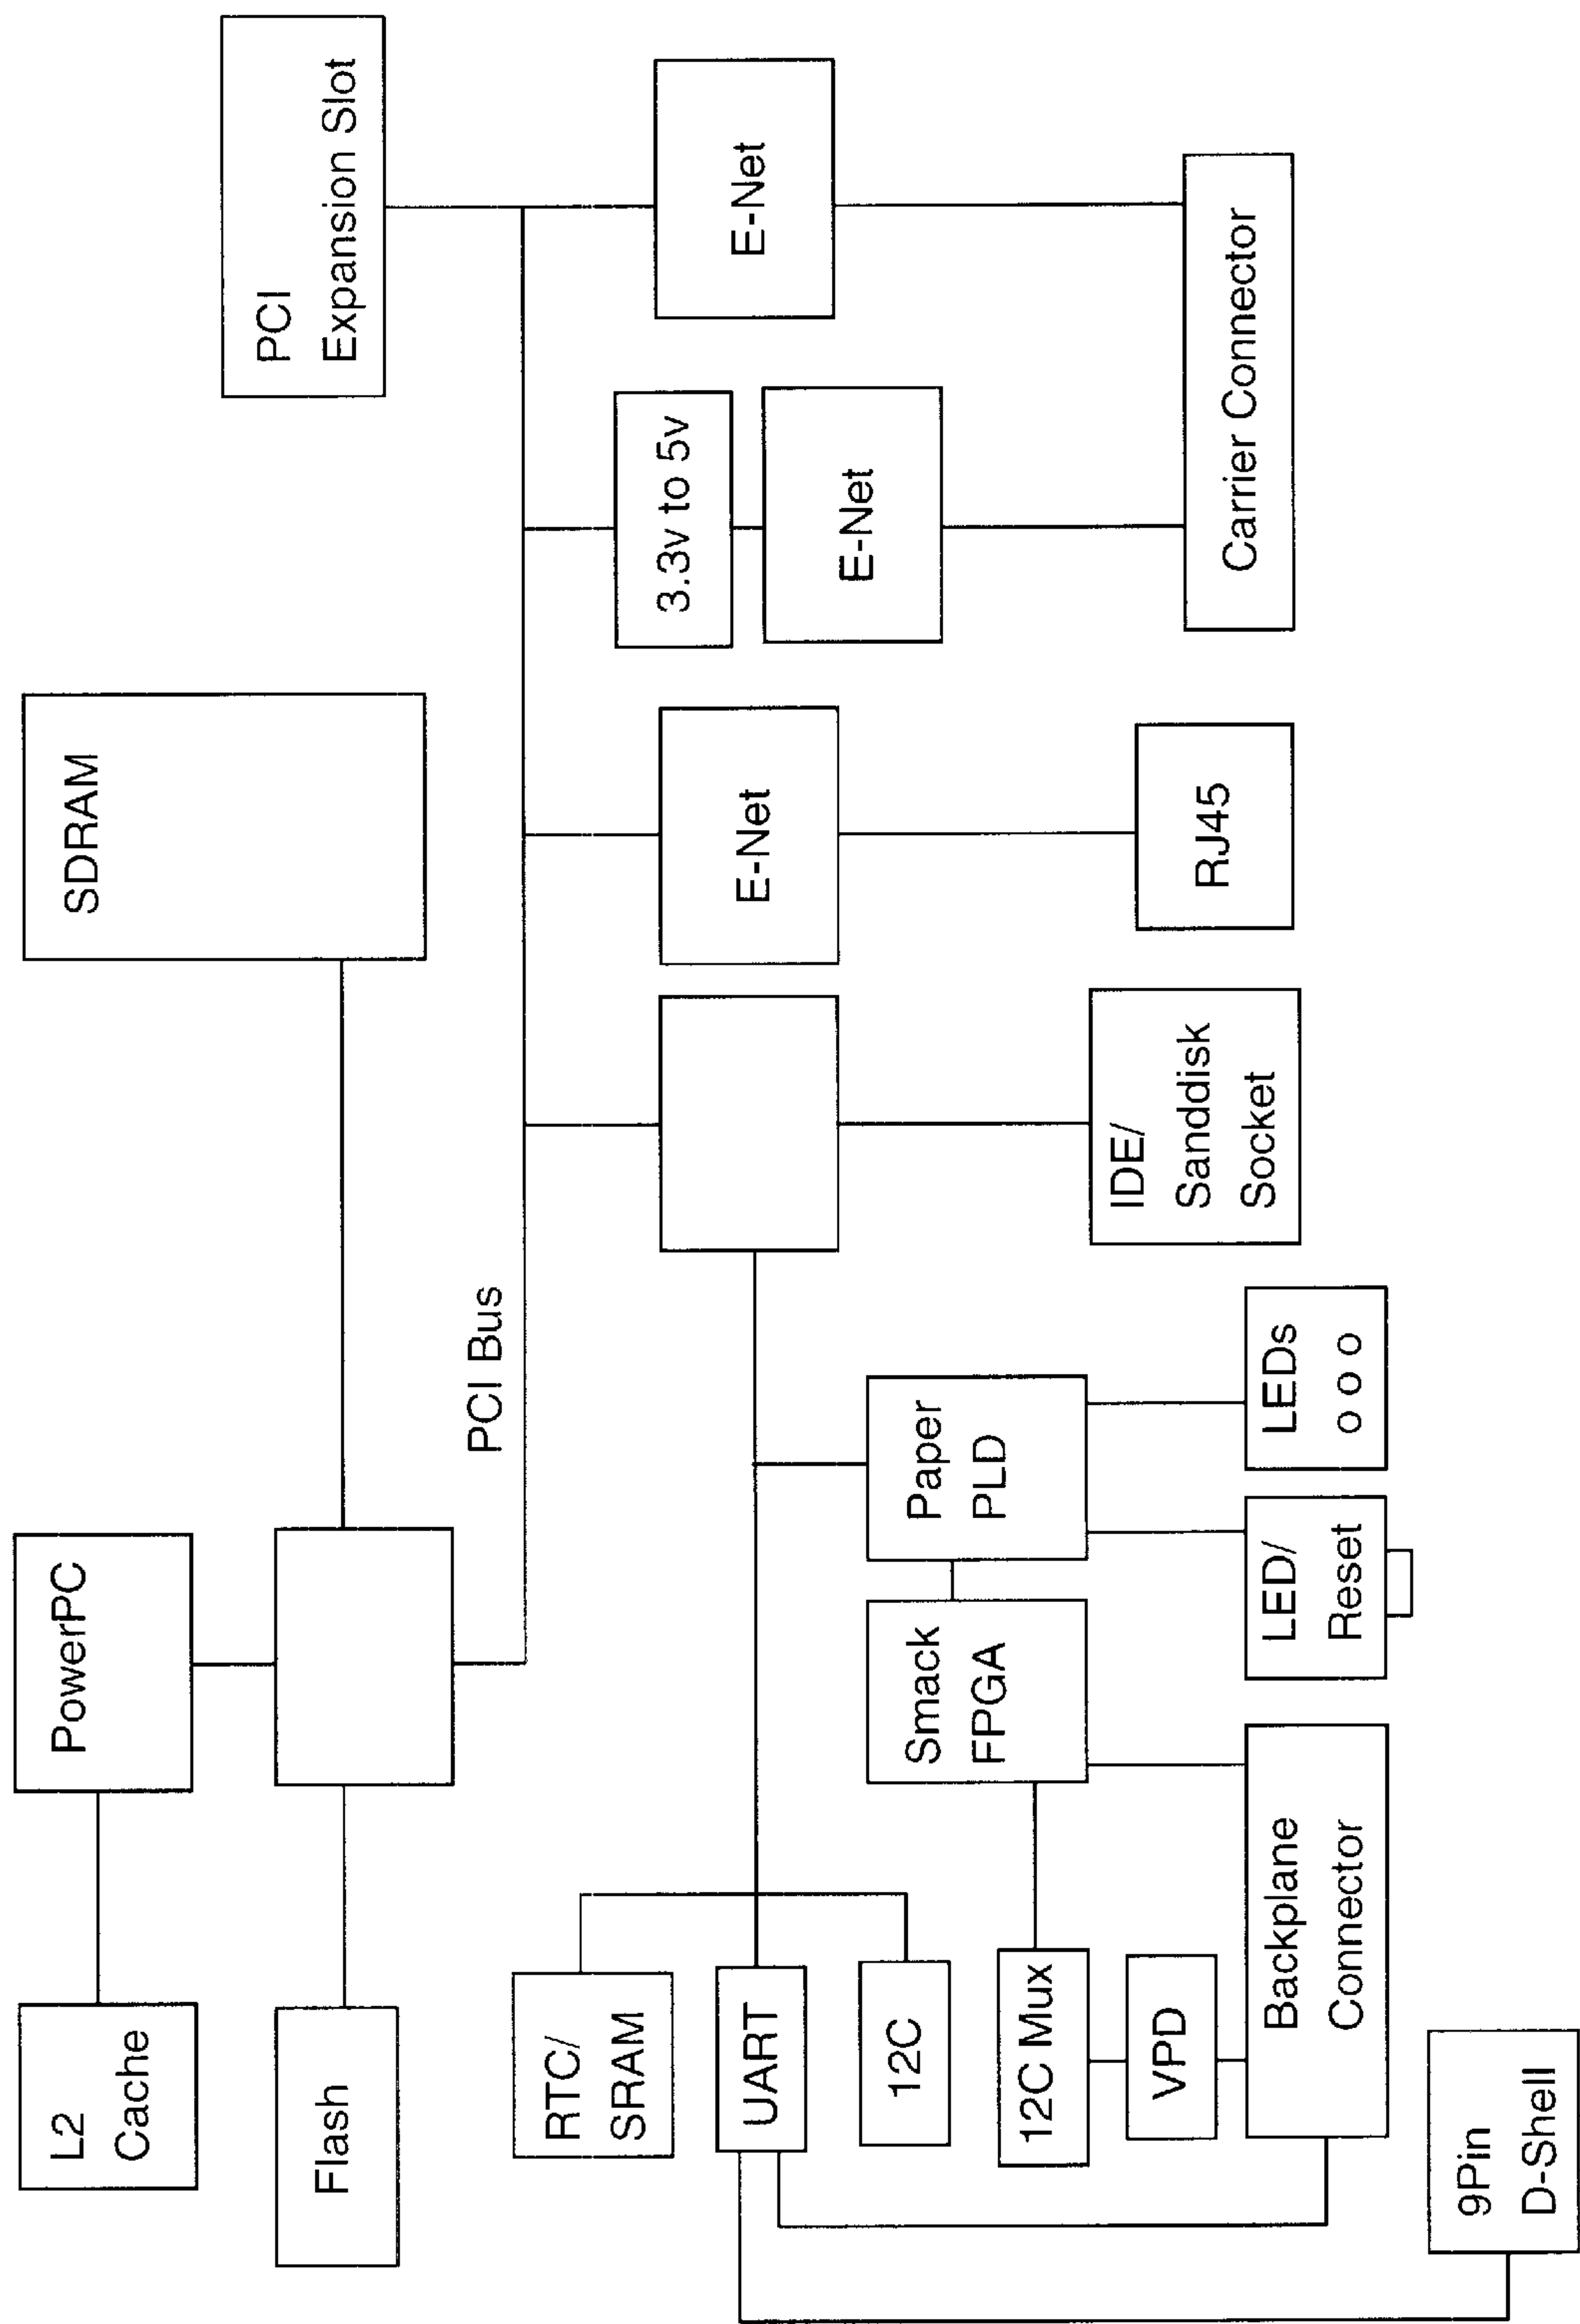 L2
Cache
PowerPC
SDRAM
PCI
Expansion Slot
Flash
PCI Bus
RTC/
SRAM
UART
12C
12C Mux
VPD
Backplane
Connector
9Pin
D-Shell
Smack
FPGA
Paper
PLD
LED/
Reset
LEDs
o o o
IDE/
Sanddisk
Socket
E-Net
RJ45
3.3v to 5v
E-Net
E-Net
Carrier Connector